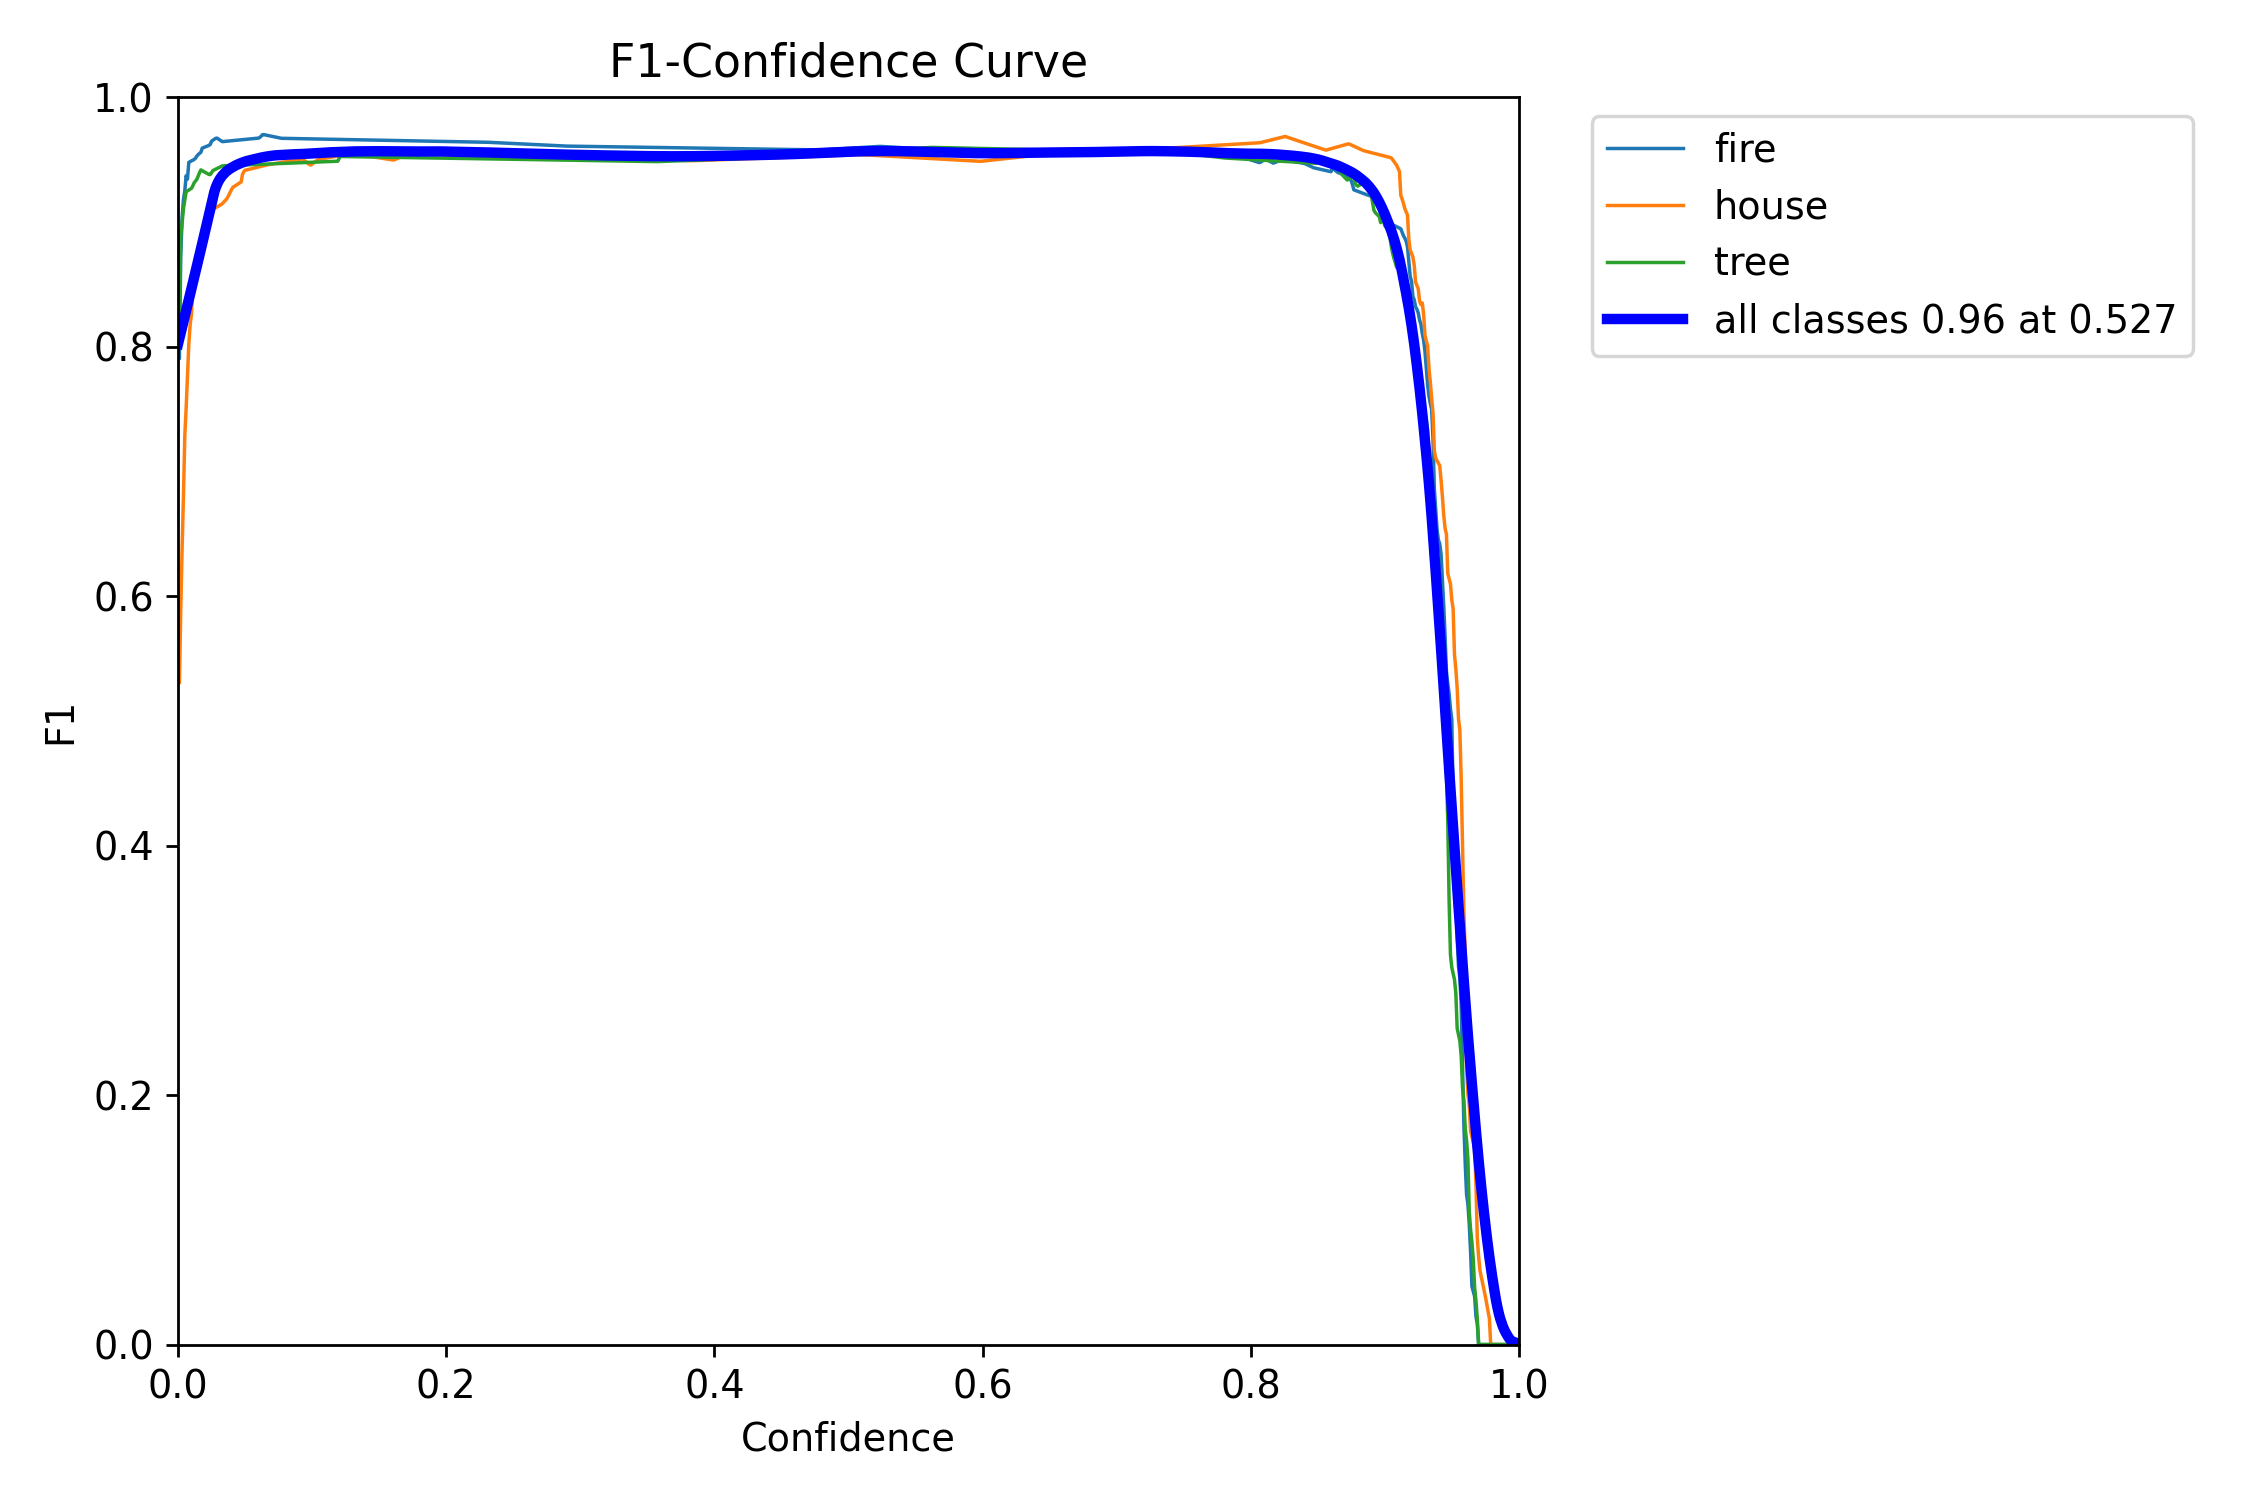 F1-Confidence Curve
1.0
0.8
0.6
0.4
0.2
0.0
F1
0.0 0.2 0.4 0.6 0.8 1.0
Confidence
fire
house
tree
all classes 0.96 at 0.527